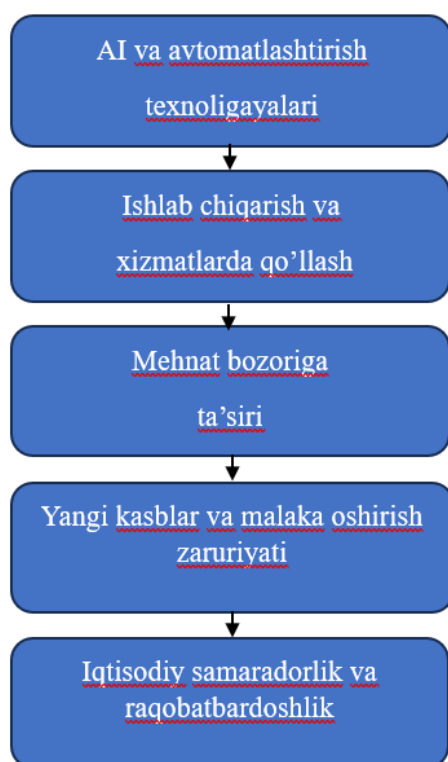 AI va avtomatlashtirish
texnoligayalari
Ishlab chiqarish va
xizmatlarda qo’llash
Mehnat bozoriga
ta’siri
Yangi kasblar va malaka oshirish
zaruriyati
Iqtisodiy samaradorlik va
raqobatbardoshlik